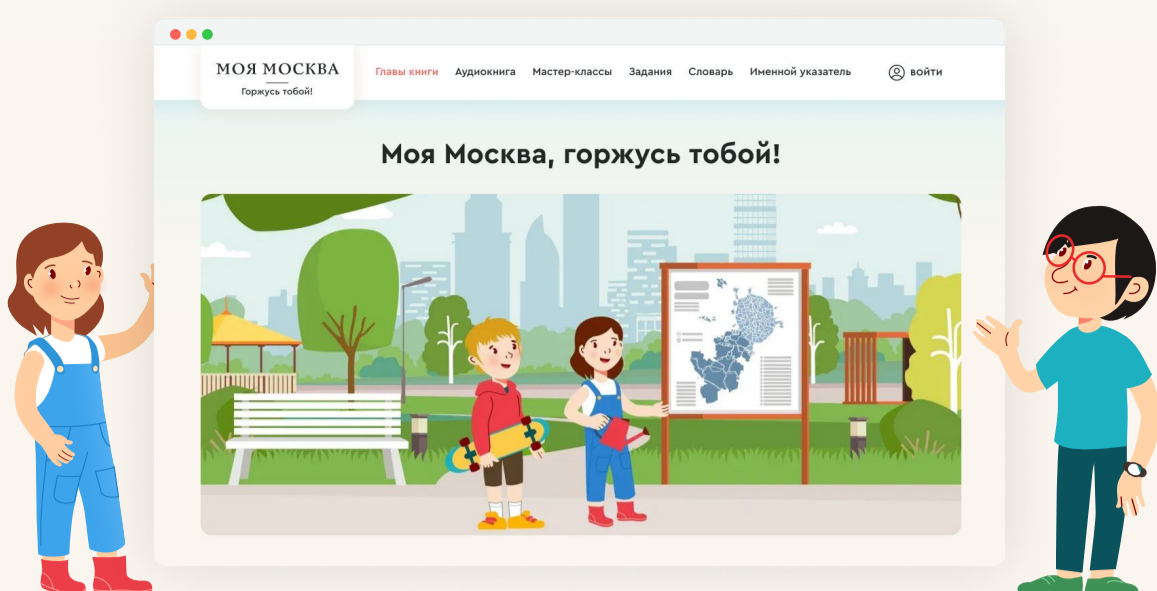 МОЯ МОСКВА
Горжусь тобой!
Главы книги Аудиокнига Мастер-классы Задания Словарь Именной указатель войти
Моя Москва, горжусь тобой!